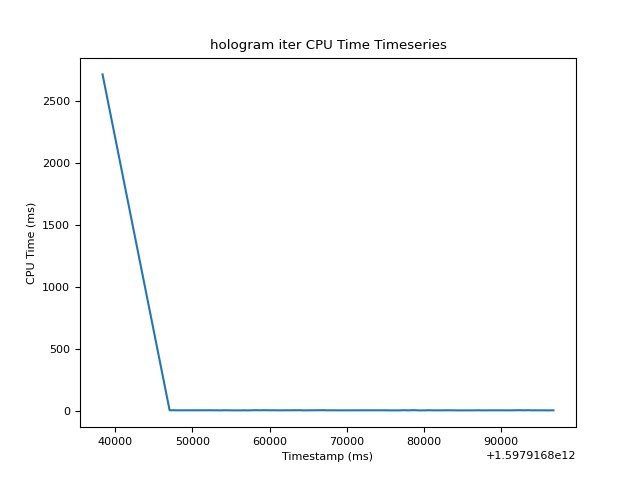 hologram iter CPU Time Timeseries
2500
2000
1500
1000
500
0
CPU Time (ms)
40000 50000 60000 70000 80000 90000
Timestamp (ms)
+1.5979168e12